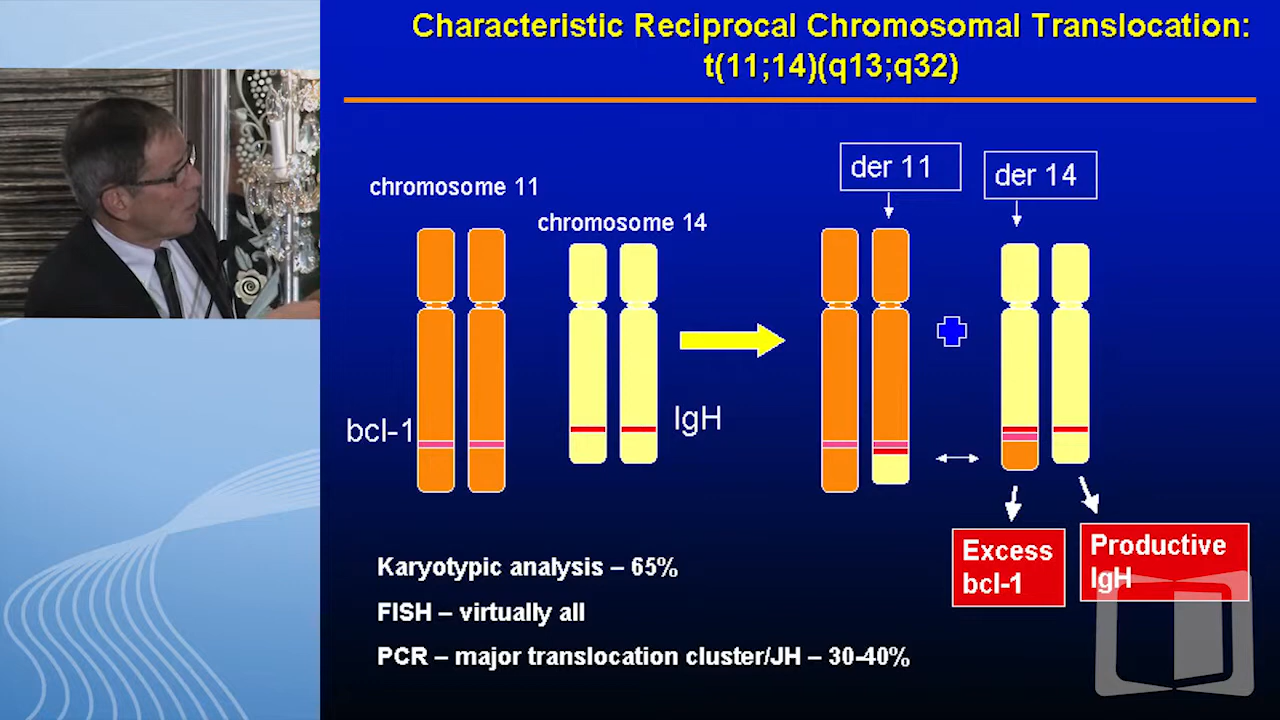 Characteristic Reciprocal Chromosomal Translocation:
t(11;14)(q13;q32)
chromosome 11
chromosome 14
der 11
der 14
bcl-1
IgH
Excess
bcl-1
Productive
IgH
Karyotypic analysis – 65%
FISH – virtually all
PCR – major translocation cluster/JH – 30-40%